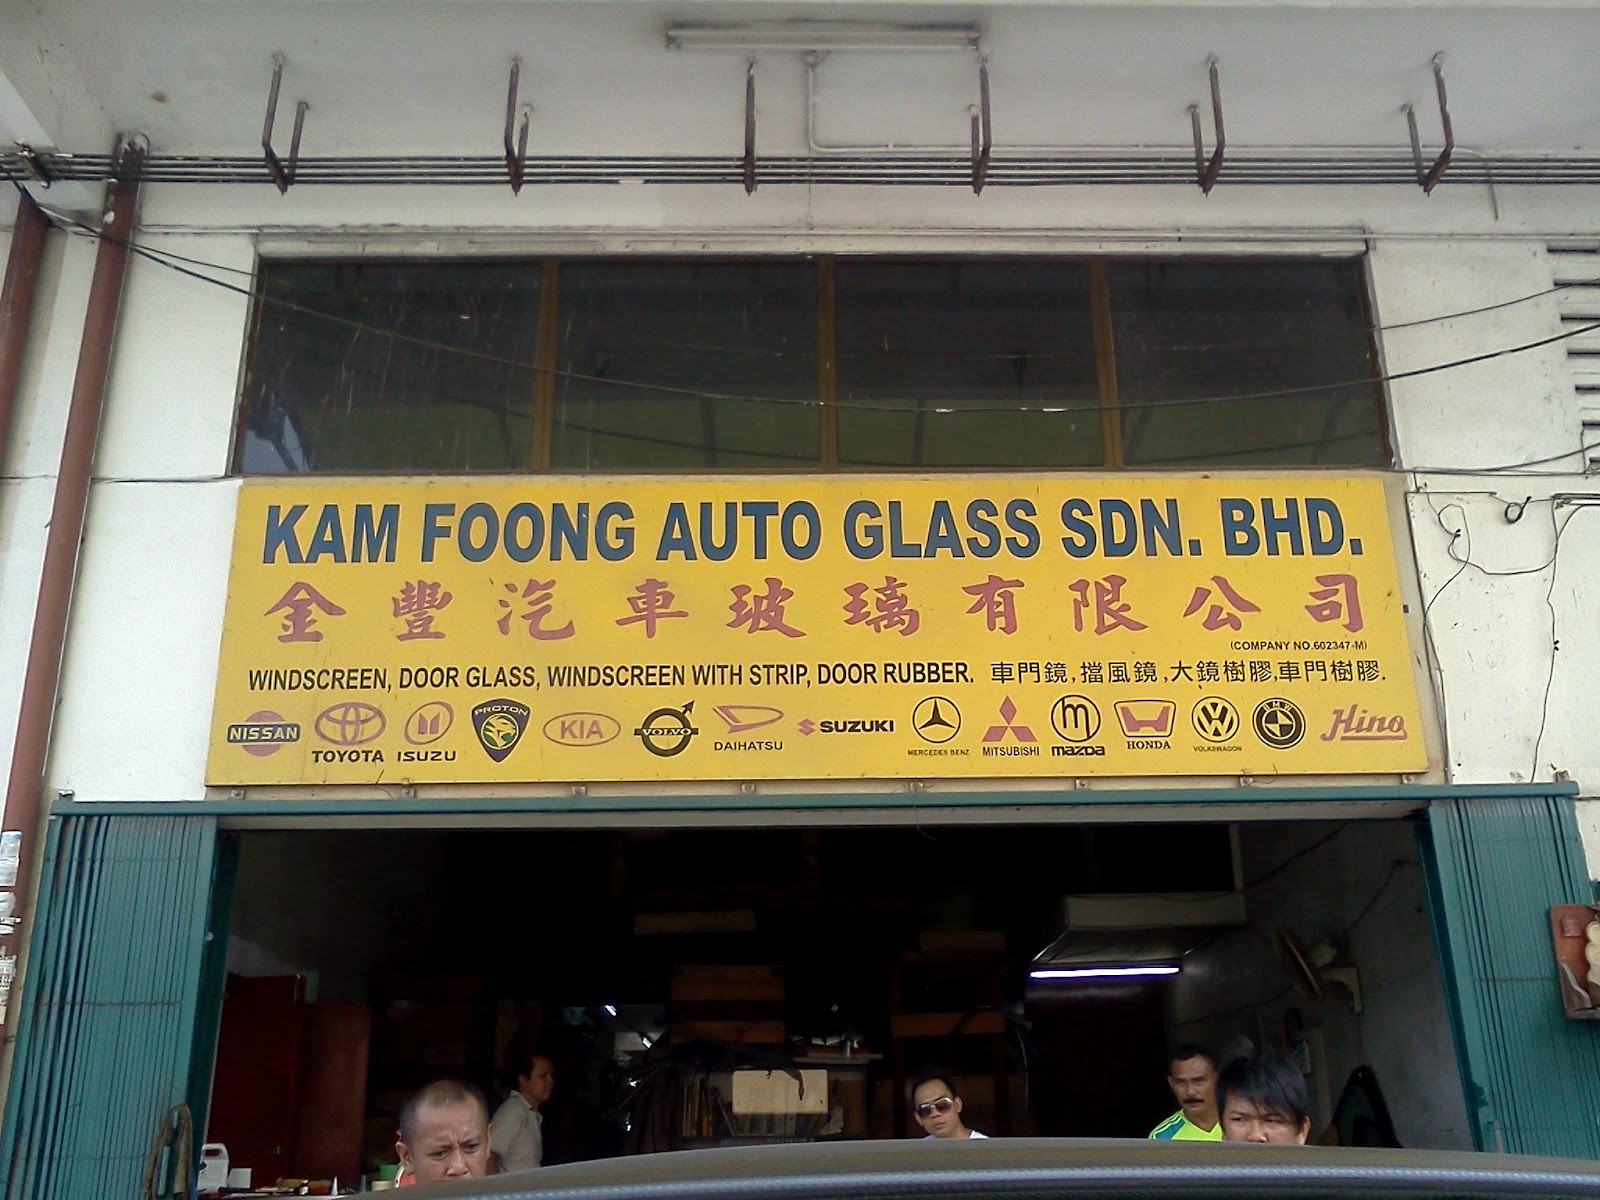 KAM FOONG AUTO GLASS SDN. BHD.
金豐汽車玻璃有限公司
(COMPANY NO.602347-M)
WINDSCREEN, DOOR GLASS, WINDSCREEN WITH STRIP, DOOR RUBBER. 車門鏡,擋風鏡,大鏡樹膠,車門樹膠.
NISSAN TOYOTA ISUZU PROTON KIA VOLVO DAIHATSU SUZUKI MERCEDES BENZ MITSUBISHI mazda HONDA VOLKSWAGON BMW Hino